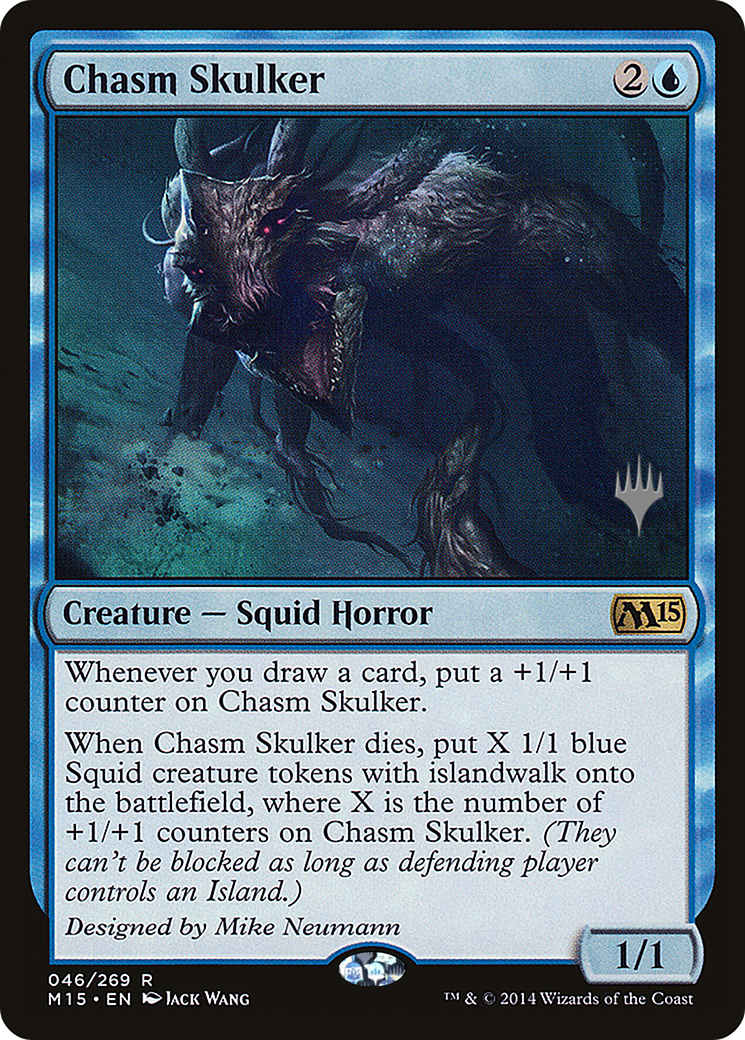 Chasm Skulker 2
Creature — Squid Horror M15
Whenever you draw a card, put a +1/+1
counter on Chasm Skulker.
When Chasm Skulker dies, put X 1/1 blue
Squid creature tokens with islandwalk onto
the battlefield, where X is the number of
+1/+1 counters on Chasm Skulker. (They
can't be blocked as long as defending player
controls an Island.)
Designed by Mike Neumann
1/1
046/269 R
M15 • EN Jack Wang ™ & © 2014 Wizards of the Coast